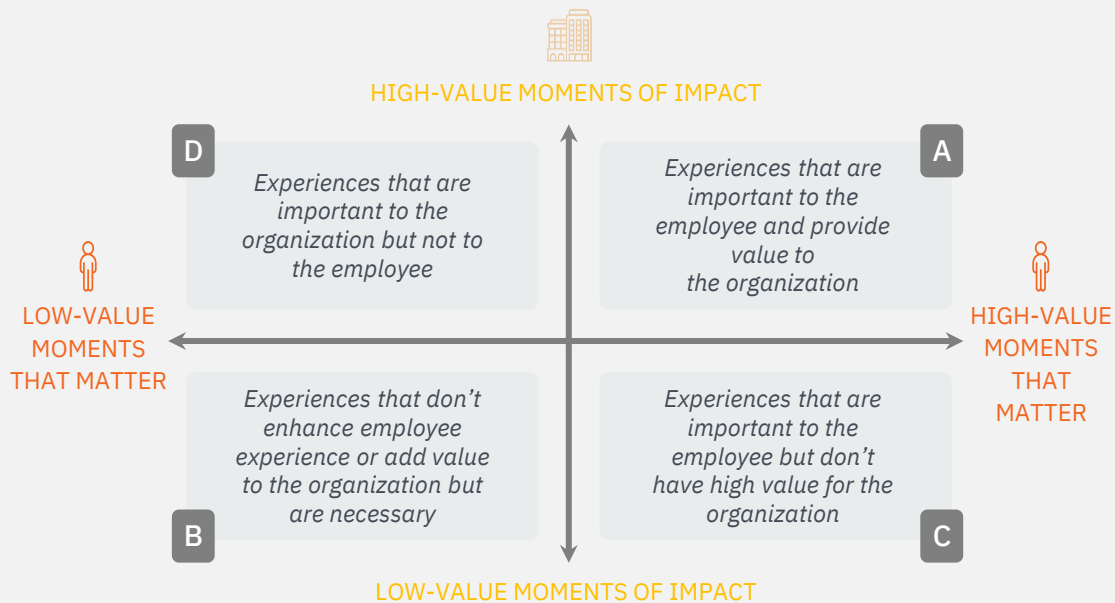 HIGH-VALUE MOMENTS OF IMPACT
D
Experiences that are
important to the
organization but not to
the employee
A
Experiences that are
important to the
employee and provide
value to
the organization
LOW-VALUE
MOMENTS
THAT MATTER
HIGH-VALUE
MOMENTS
THAT
MATTER
Experiences that don’t
enhance employee
experience or add value
to the organization but
are necessary
B
Experiences that are
important to the
employee but don’t
have high value for the
organization
C
LOW-VALUE MOMENTS OF IMPACT